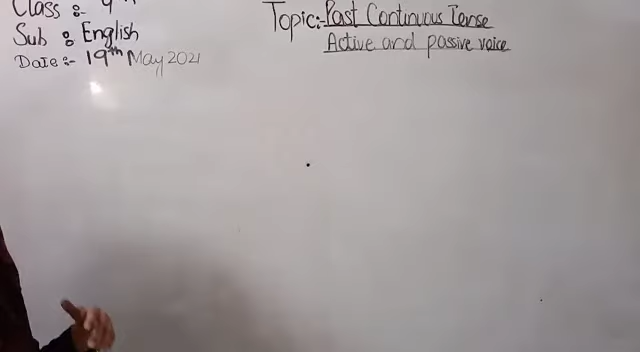 Class :-
Sub : English
Date :- 19th May 2021
Topic:- Past Continuous Tense
Active and passive voice